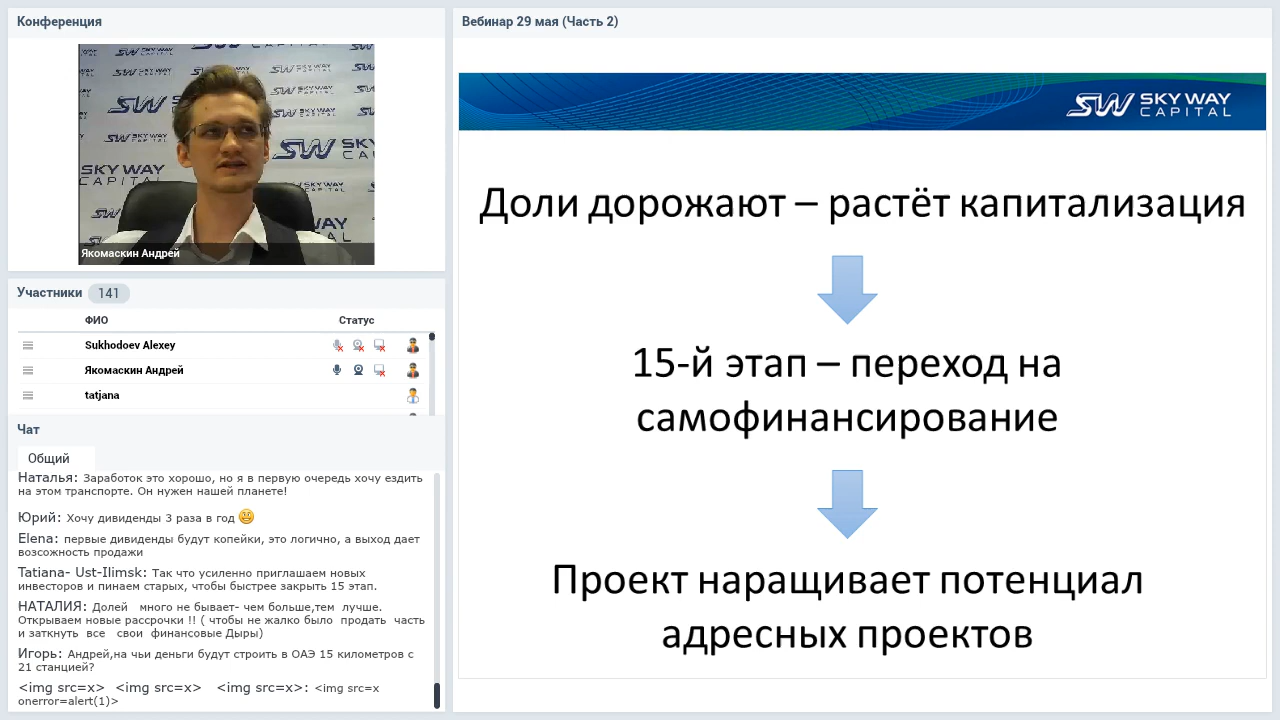 Конференция
SKY WAY
CAPITAL
Якомаскин Андрей
Участники 141
ФИО Статус
Sukhodoev Alexey
Якомаскин Андрей
tatjana
Чат
Общий
Наталья: Заработок это хорошо, но я в первую очередь хочу ездить
на этом транспорте. Он нужен нашей планете!
Юрий: Хочу дивиденды 3 раза в год
Elena: первые дивиденды будут копейки, это логично, а выход дает
возсожность продажи
Tatiana- Ust-Ilimsk: Так что усиленно приглашаем новых
инвесторов и пинаем старых, чтобы быстрее закрыть 15 этап.
НАТАЛИЯ: Долей много не бывает- чем больше,тем лучше.
Открываем новые рассрочки !! ( чтобы не жалко было продать часть
и заткнуть все свои финансовые Дыры)
Игорь: Андрей,на чьи деньги будут строить в ОАЭ 15 километров с
21 станцией?
<img src=x> <img src=x> <img src=x>: <img src=x
onerror=alert(1)>
Вебинар 29 мая (Часть 2)
SW SKY WAY
CAPITAL
Доли дорожают – растёт капитализация
15-й этап – переход на
самофинансирование
Проект наращивает потенциал
адресных проектов